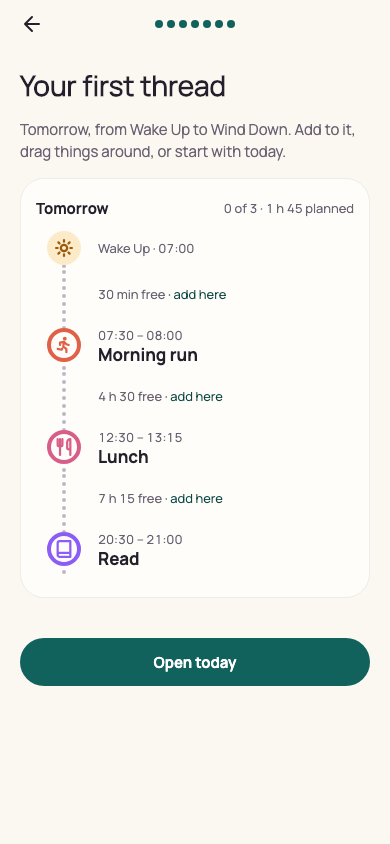 Your first thread
Tomorrow, from Wake Up to Wind Down. Add to it,
drag things around, or start with today.
Tomorrow
0 of 3 · 1 h 45 planned
Wake Up · 07:00
30 min free · add here
07:30 – 08:00
Morning run
4 h 30 free · add here
12:30 – 13:15
Lunch
7 h 15 free · add here
20:30 – 21:00
Read
Open today